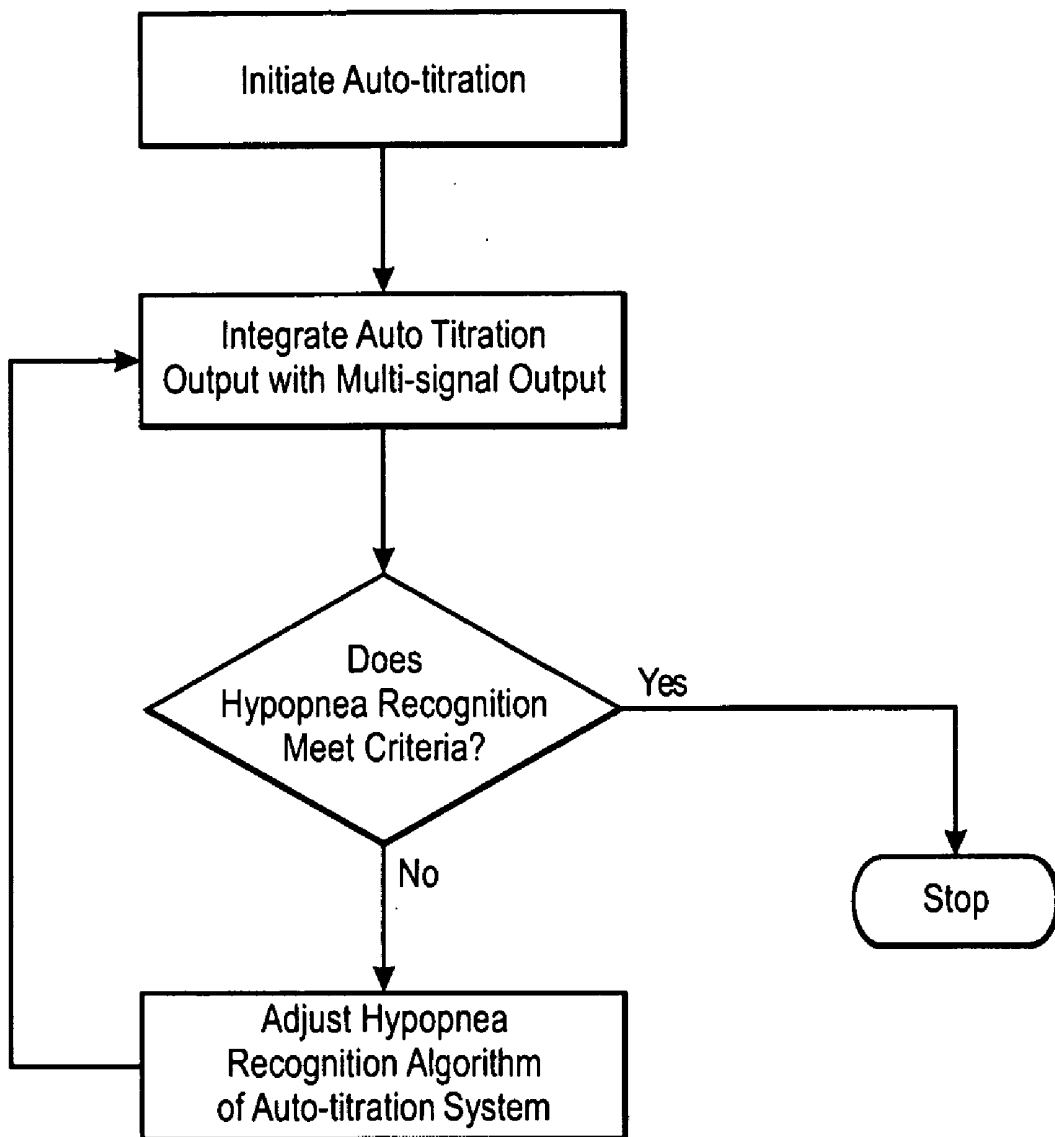 Initiate Auto-titration
Integrate Auto Titration
Output with Multi-signal Output
Does
Hypopnea Recognition
Meet Criteria?
Yes
No
Stop
Adjust Hypopnea
Recognition Algorithm
of Auto-titration System